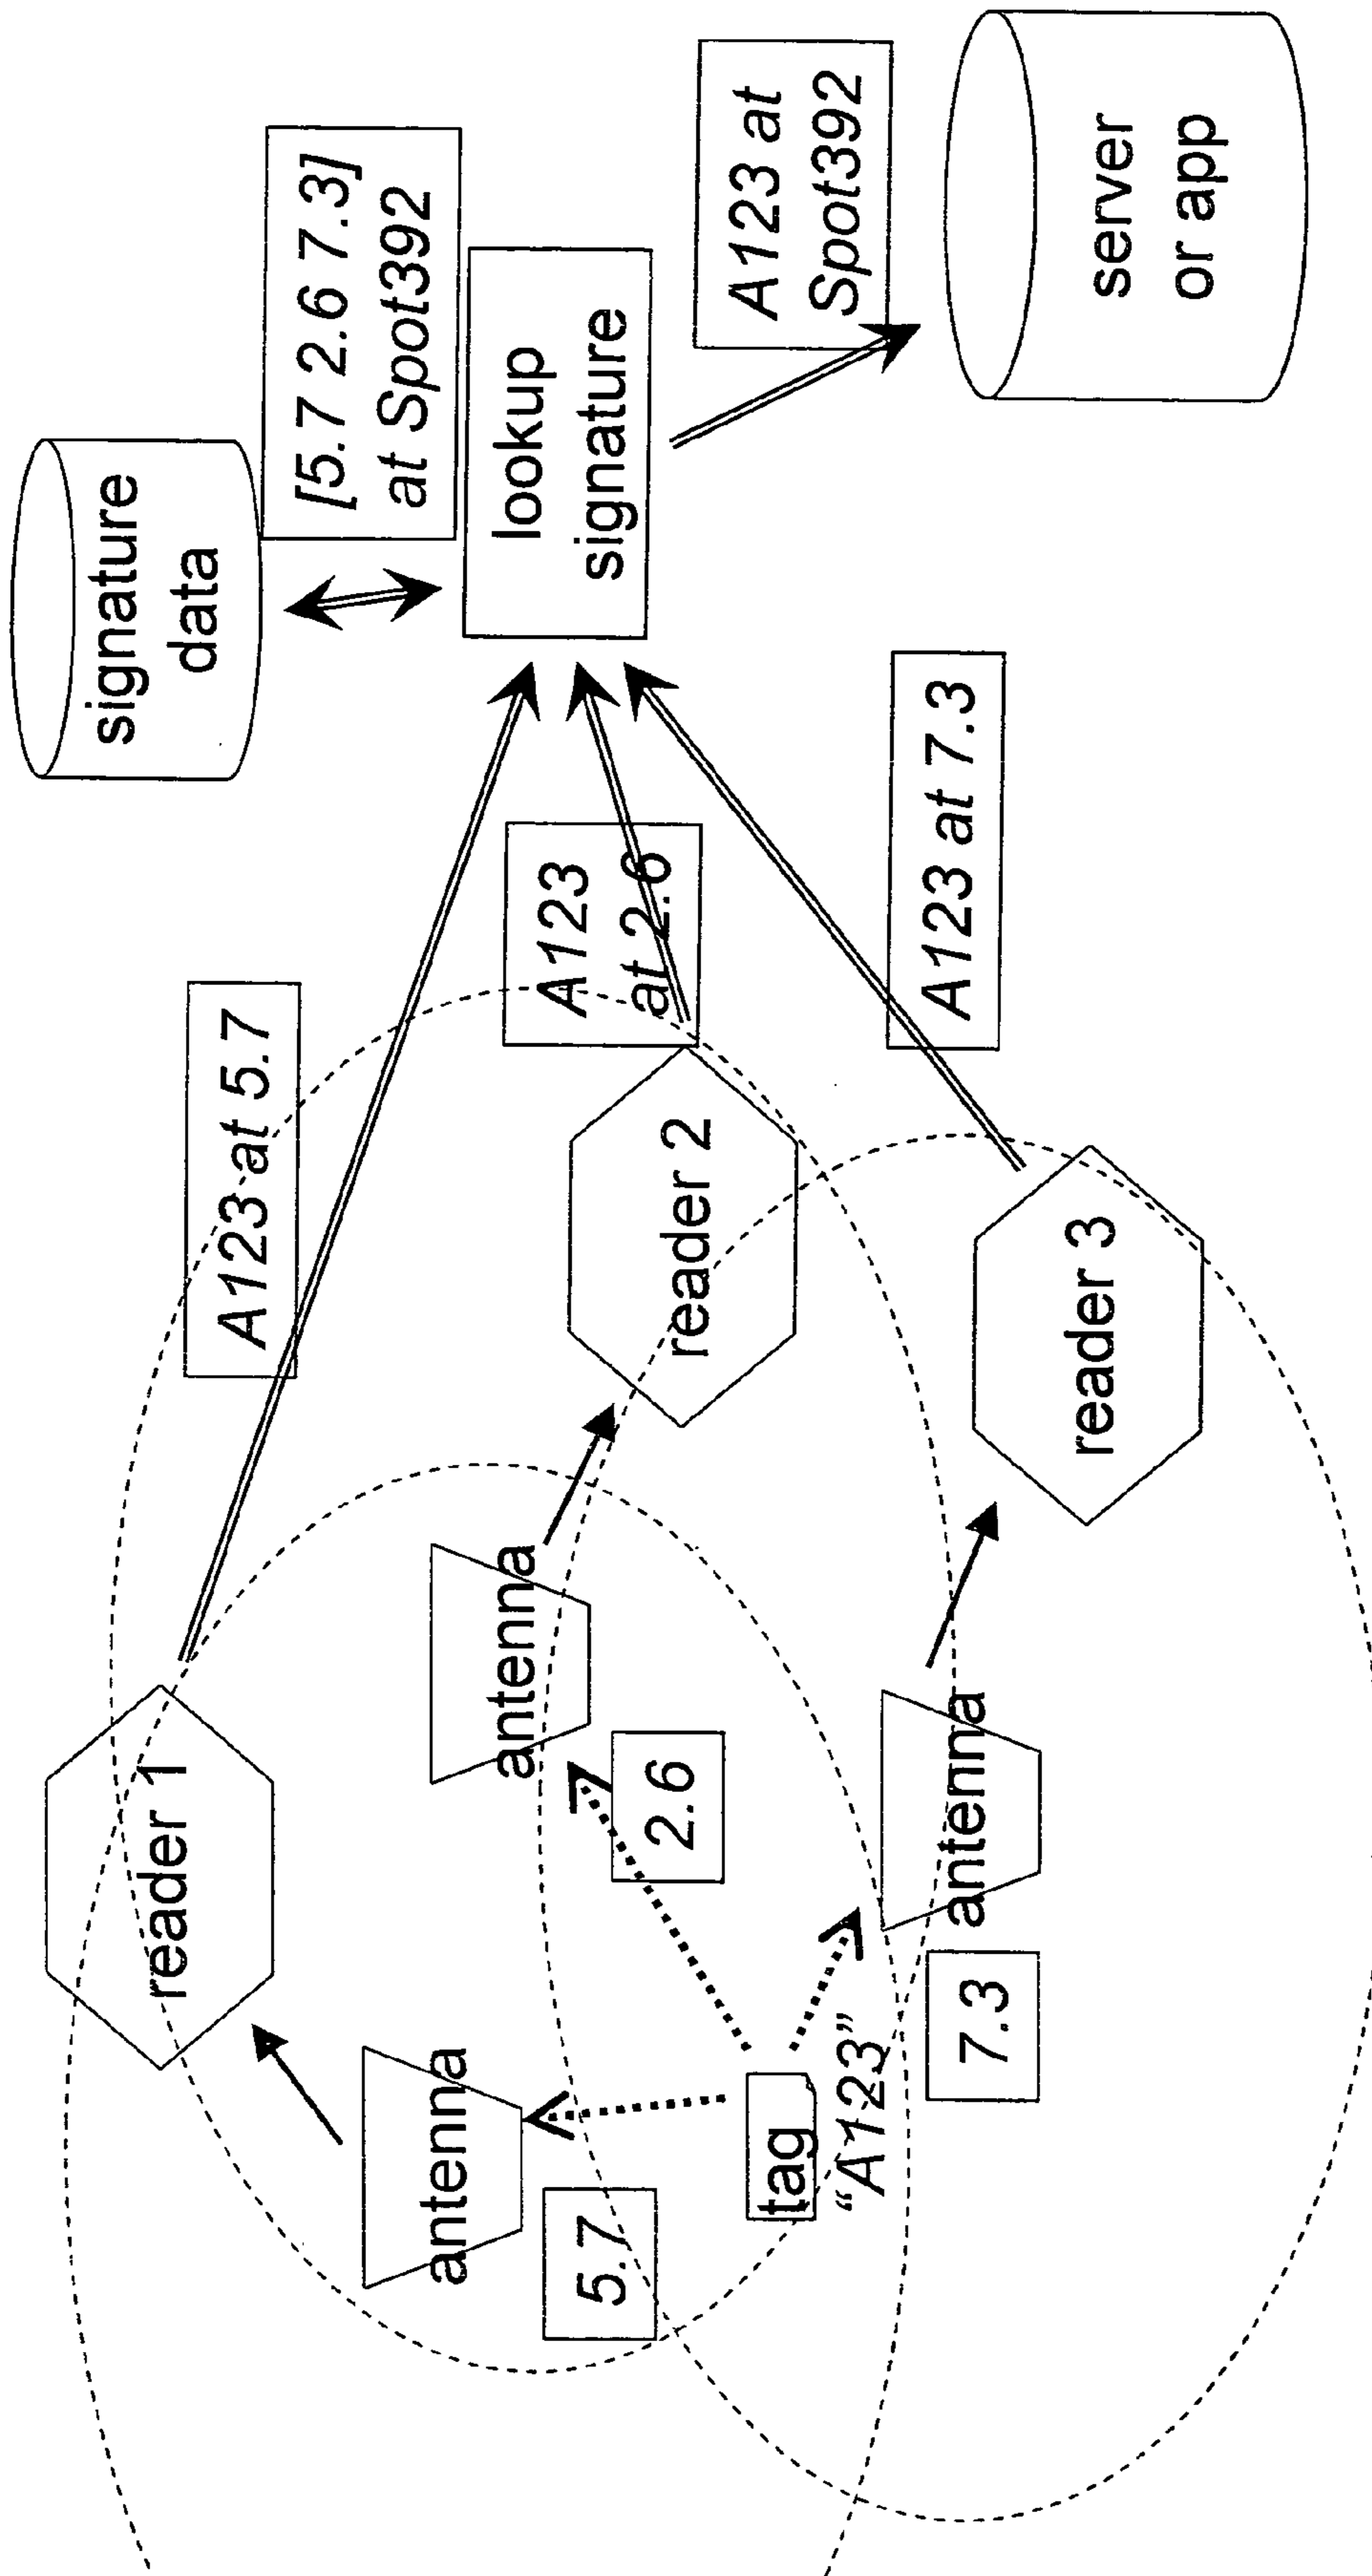 reader 1
antenna
5.7
tag
“A123”
antenna
2.6
antenna
7.3
reader 2
reader 3
A123 at 5.7
A123
at 2.6
A123 at 7.3
signature
data
[5.7 2.6 7.3]
at Spot392
lookup
signature
A123 at
Spot392
server
or app